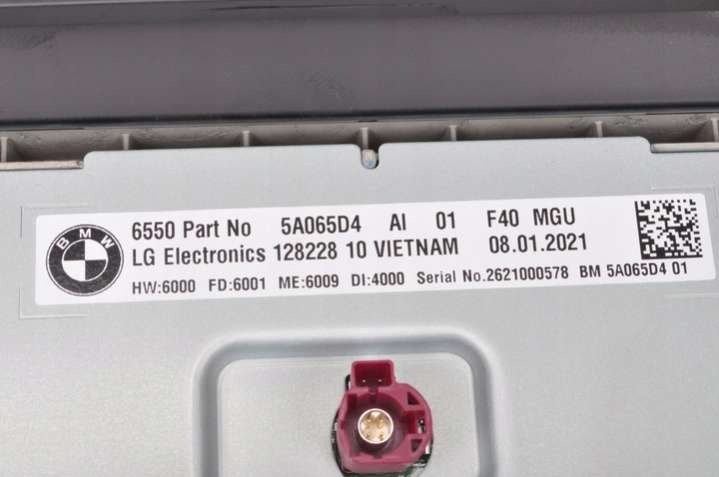 BMW
6550 Part No 5A065D4 AI 01 F40 MGU
LG Electronics 128228 10 VIETNAM 08.01.2021
HW:6000 FD:6001 ME:6009 DI:4000 Serial No.2621000578 BM 5A065D4 01